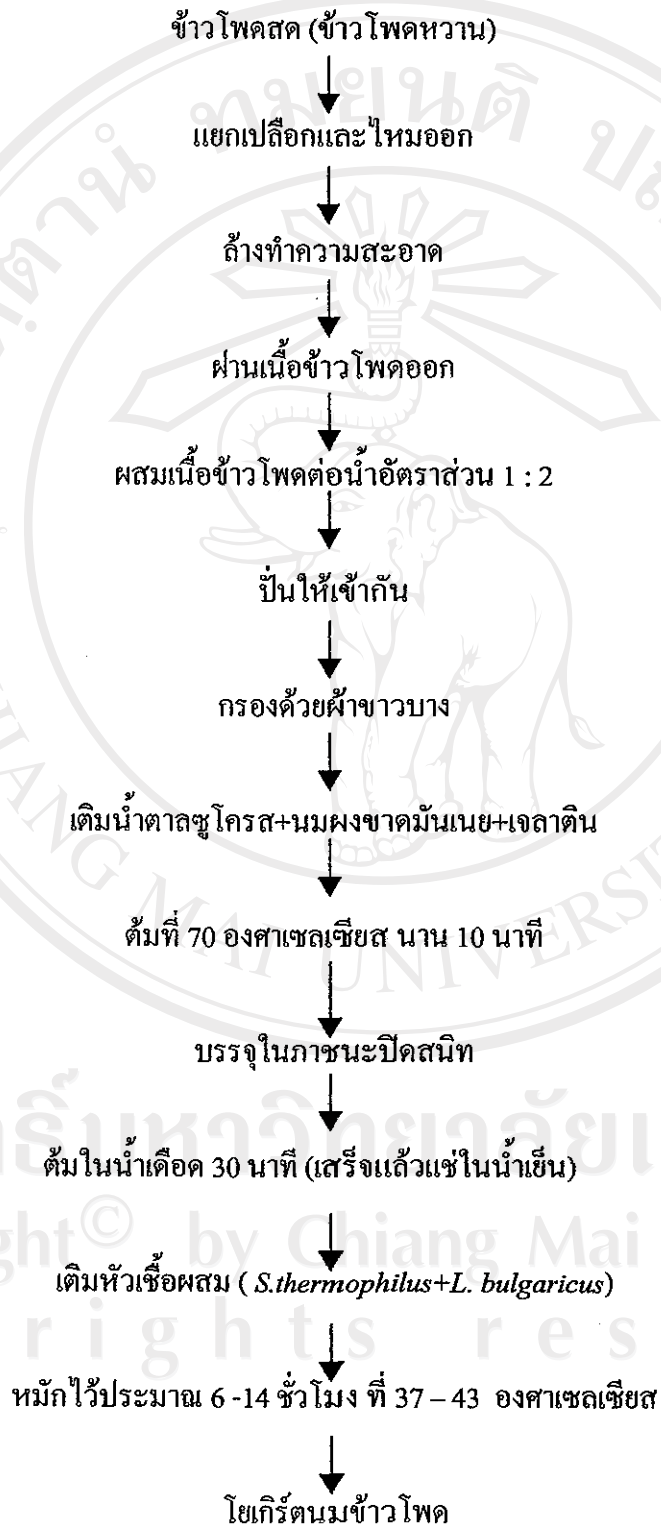 ข้าวโพดสด (ข้าวโพดหวาน)
แยกเปลือกและไหมออก
ล้างทำความสะอาด
ฝานเนื้อข้าวโพดออก
ผสมเนื้อข้าวโพดต่อน้ำอัตราส่วน 1 : 2
ปั่นให้เข้ากัน
กรองด้วยผ้าขาวบาง
เติมน้ำตาลซูโครส+นมผงขาดมันเนย+เจลาติน
ต้มที่ 70 องศาเซลเซียส นาน 10 นาที
บรรจุในภาชนะปิดสนิท
ต้มในน้ำเดือด 30 นาที (เสร็จแล้วแช่ในน้ำเย็น)
เติมหัวเชื้อผสม ( S.thermophilus+L. bulgaricus)
หมักไว้ประมาณ 6 -14 ชั่วโมง ที่ 37 – 43 องศาเซลเซียส
โยเกิร์ตนมข้าวโพด